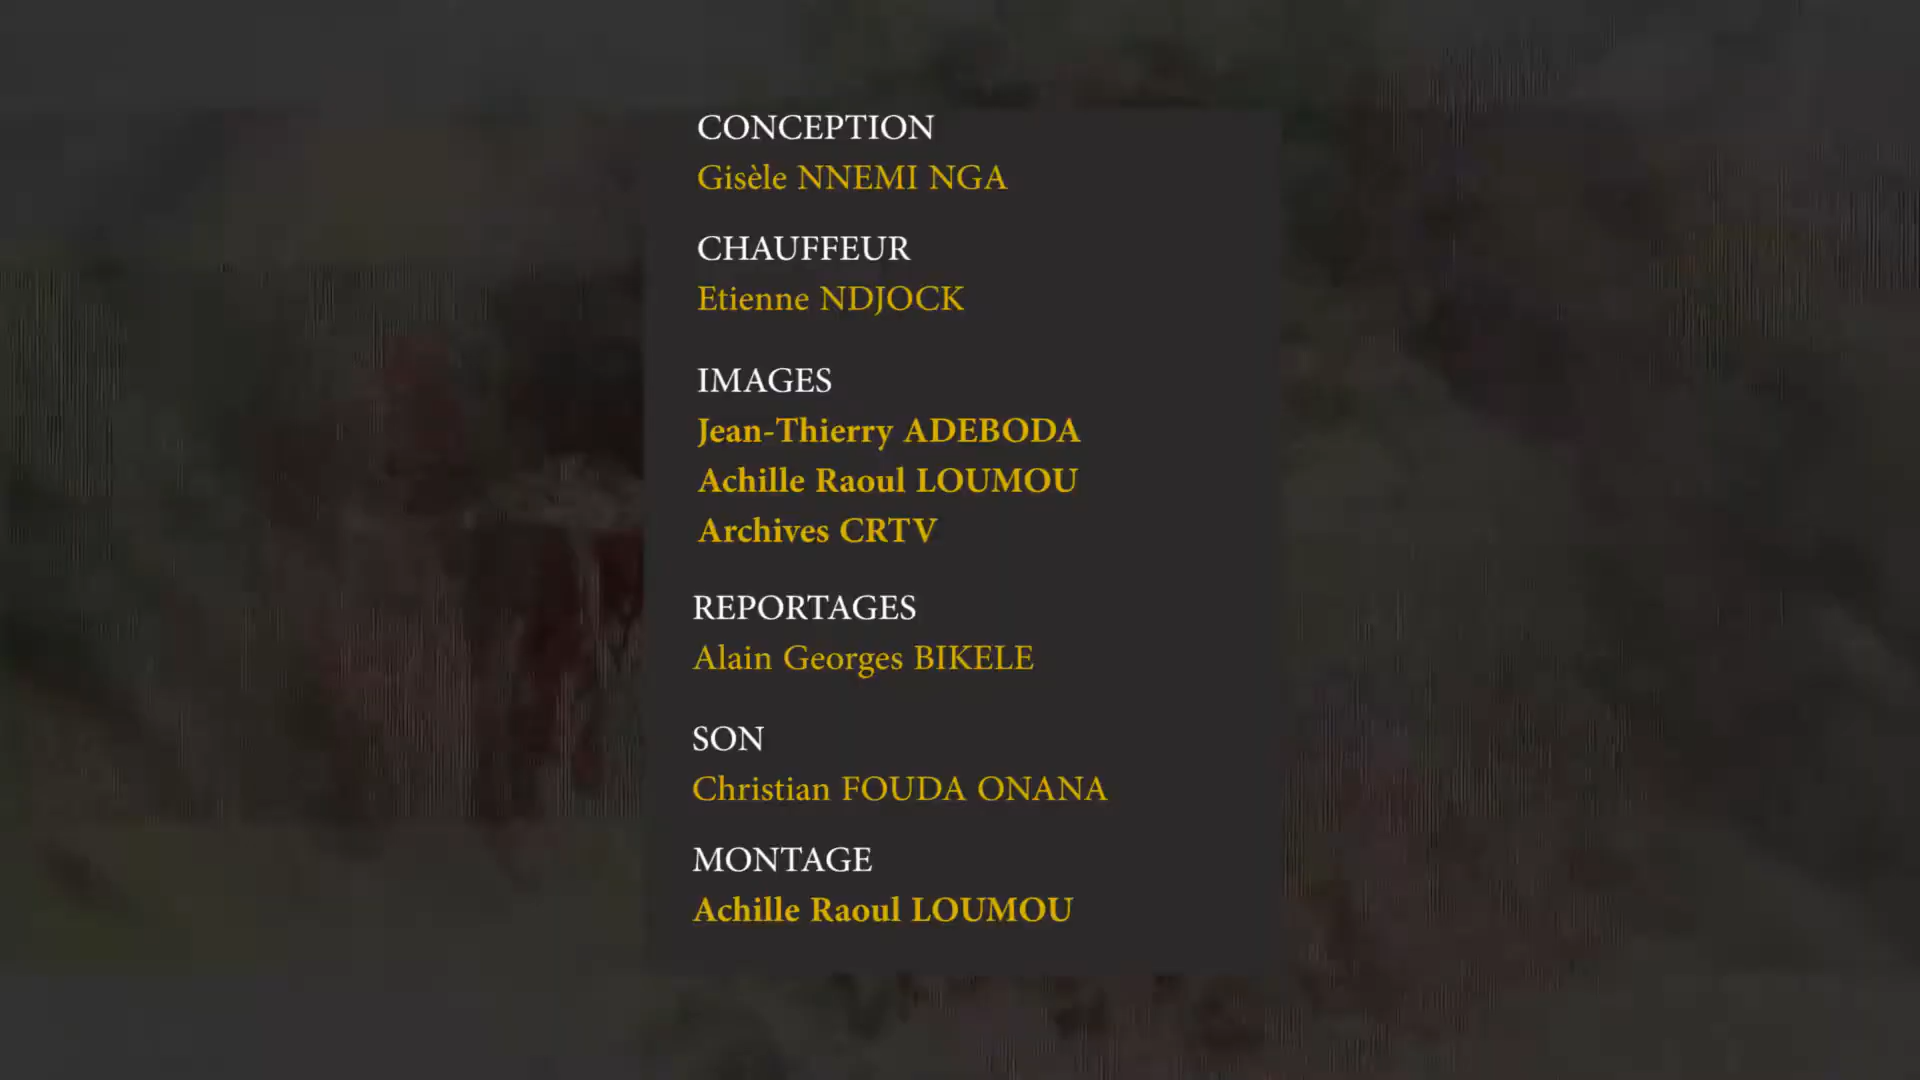 CONCEPTION
Gisèle NNEMI NGA
CHAUFFEUR
Etienne NDJOCK
IMAGES
Jean-Thierry ADEBODA
Achille Raoul LOUMOU
Archives CRTV
REPORTAGES
Alain Georges BIKELE
SON
Christian FOUDA ONANA
MONTAGE
Achille Raoul LOUMOU